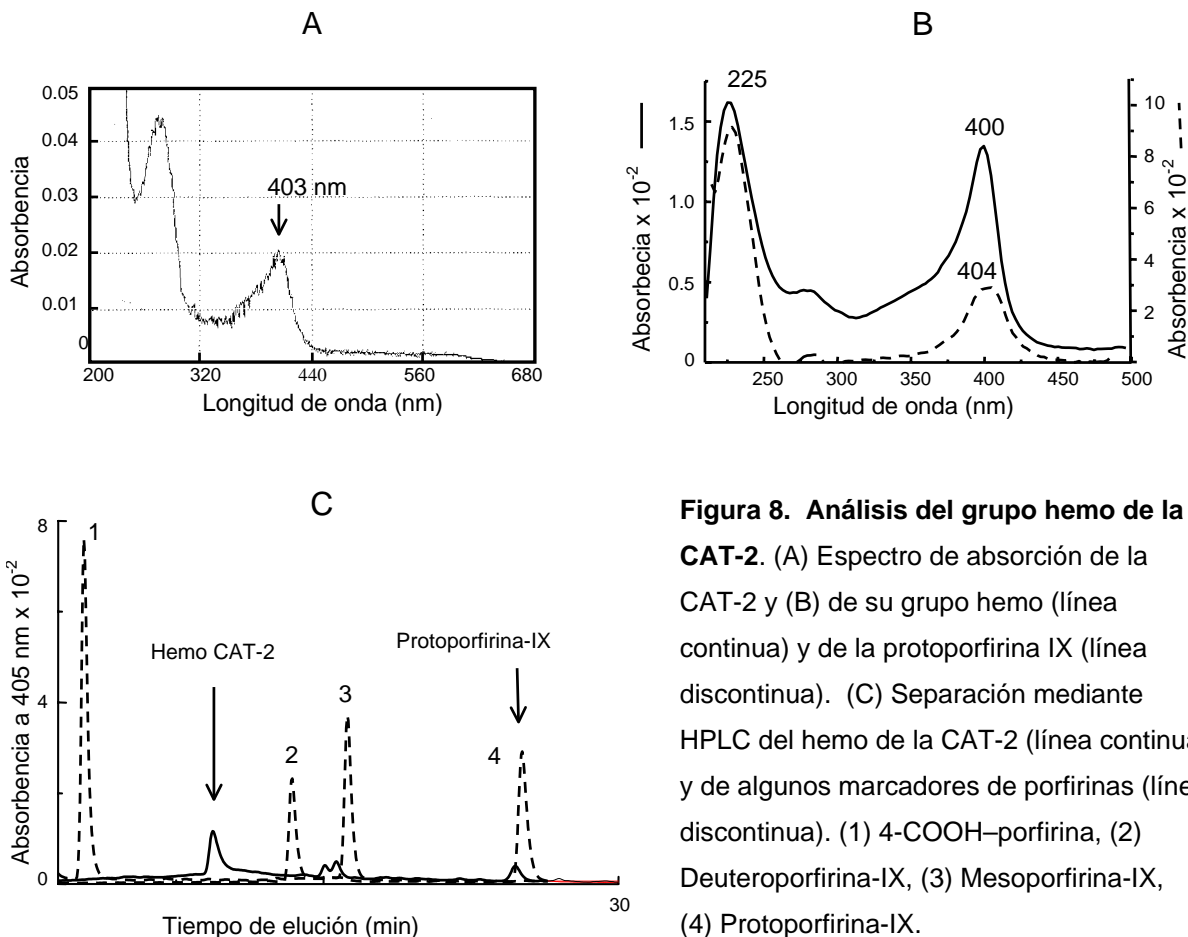 A
0.05
0.04
0.03
0.02
0.01
0
Absorbencia
403 nm
200 320 440 560 680
Longitud de onda (nm)
B
1.5
1.0
0.5
0
Absorbecia x 10-2
225
400
404
10
8
6
4
2
Absorbencia x 10-2
250 300 350 400 450 500
Longitud de onda (nm)
C
8
4
0
Absorbencia a 405 nm x 10-2
1
Hemo CAT-2
2
3
Protoporfirina-IX
4
30
Tiempo de elución (min)
Figura 8. Análisis del grupo hemo de la
CAT-2. (A) Espectro de absorción de la
CAT-2 y (B) de su grupo hemo (línea
continua) y de la protoporfirina IX (línea
discontinua). (C) Separación mediante
HPLC del hemo de la CAT-2 (línea continua
y de algunos marcadores de porfirinas (líne
discontinua). (1) 4-COOH–porfirina, (2)
Deuteroporfirina-IX, (3) Mesoporfirina-IX,
(4) Protoporfirina-IX.